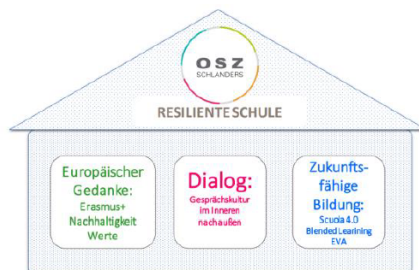 OSZ
SCHLANDERS
RESILIENTE SCHULE
Europäischer
Gedanke:
Erasmus+
Nachhaltigkeit
Werte
Dialog:
Gesprächskultur
im Inneren
nach außen
Zukunfts-
fähige
Bildung:
Scuola 4.0
Blended Learning
EVA